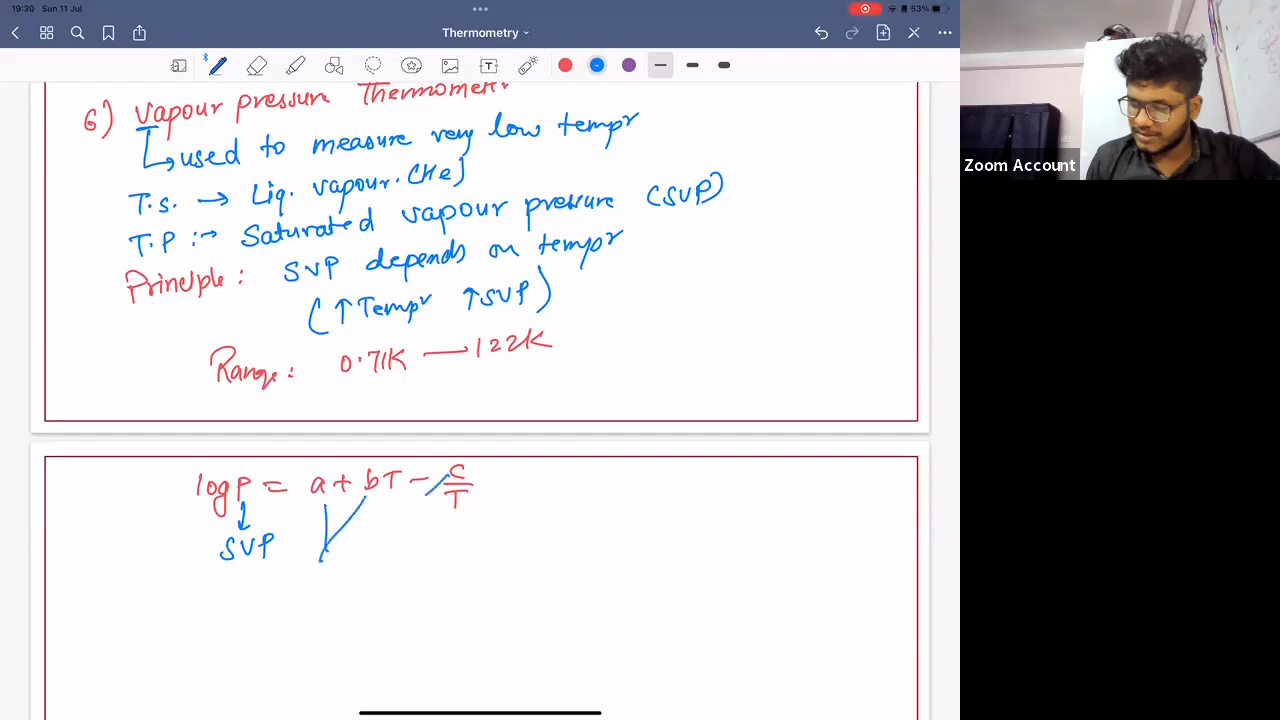 19:30 Sun 11 Jul
53%
Thermometry
6) Vapour pressure Thermometr
used to measure very low tempr
T.S. → Liq. vapour. (He)
T.P :→ Saturated vapour pressure (SVP)
Principle: SVP depends on tempr
(↑Tempr ↑SVP)
Range: 0.71K — 122K
logP = a + bT - C/T
SVP
Zoom Account